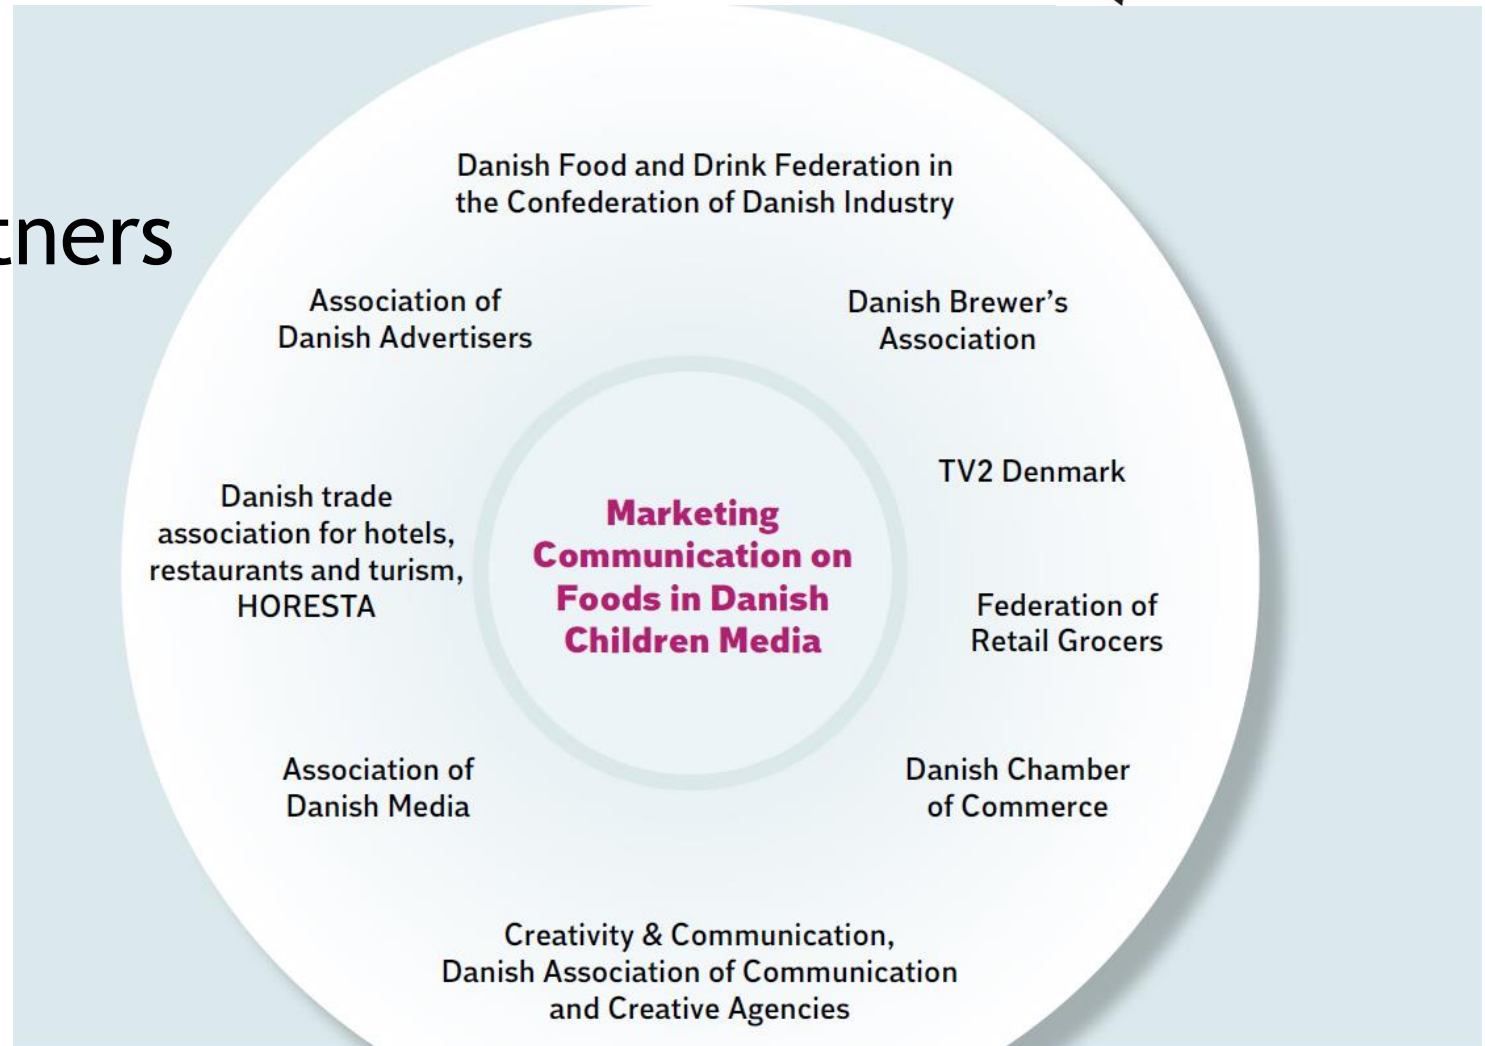 Danish Food and Drink Federation in
the Confederation of Danish Industry
tners
Association of
Danish Advertisers
Danish Brewer’s
Association
TV2 Denmark
Danish trade
association for hotels,
restaurants and turism,
HORESTA
Marketing
Communication on
Foods in Danish
Children Media
Federation of
Retail Grocers
Association of
Danish Media
Danish Chamber
of Commerce
Creativity & Communication,
Danish Association of Communication
and Creative Agencies